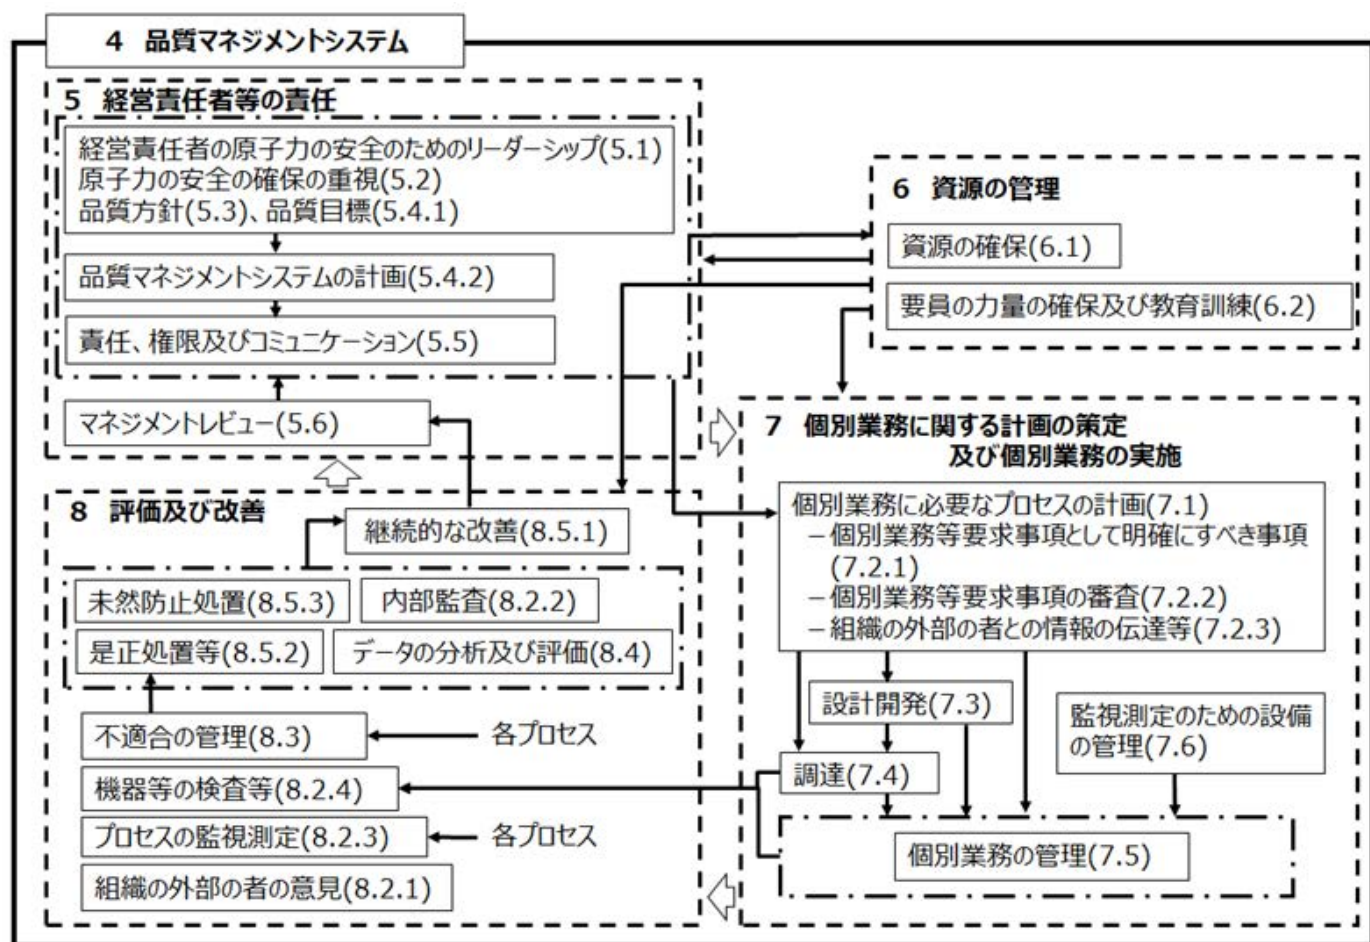 4 品質マネジメントシステム
5 経営責任者等の責任
経営責任者の原子力の安全のためのリーダーシップ(5.1)
原子力の安全の確保の重視(5.2)
品質方針(5.3)、品質目標(5.4.1)
品質マネジメントシステムの計画(5.4.2)
責任、権限及びコミュニケーション(5.5)
マネジメントレビュー(5.6)
6 資源の管理
資源の確保(6.1)
要員の力量の確保及び教育訓練(6.2)
7 個別業務に関する計画の策定
及び個別業務の実施
個別業務に必要なプロセスの計画(7.1)
－個別業務等要求事項として明確にすべき事項
(7.2.1)
－個別業務等要求事項の審査(7.2.2)
－組織の外部の者との情報の伝達等(7.2.3)
設計開発(7.3)
監視測定のための設備
の管理(7.6)
調達(7.4)
個別業務の管理(7.5)
8 評価及び改善
継続的な改善(8.5.1)
未然防止処置(8.5.3)
内部監査(8.2.2)
是正処置等(8.5.2)
データの分析及び評価(8.4)
不適合の管理(8.3)
各プロセス
機器等の検査等(8.2.4)
プロセスの監視測定(8.2.3)
各プロセス
組織の外部の者の意見(8.2.1)